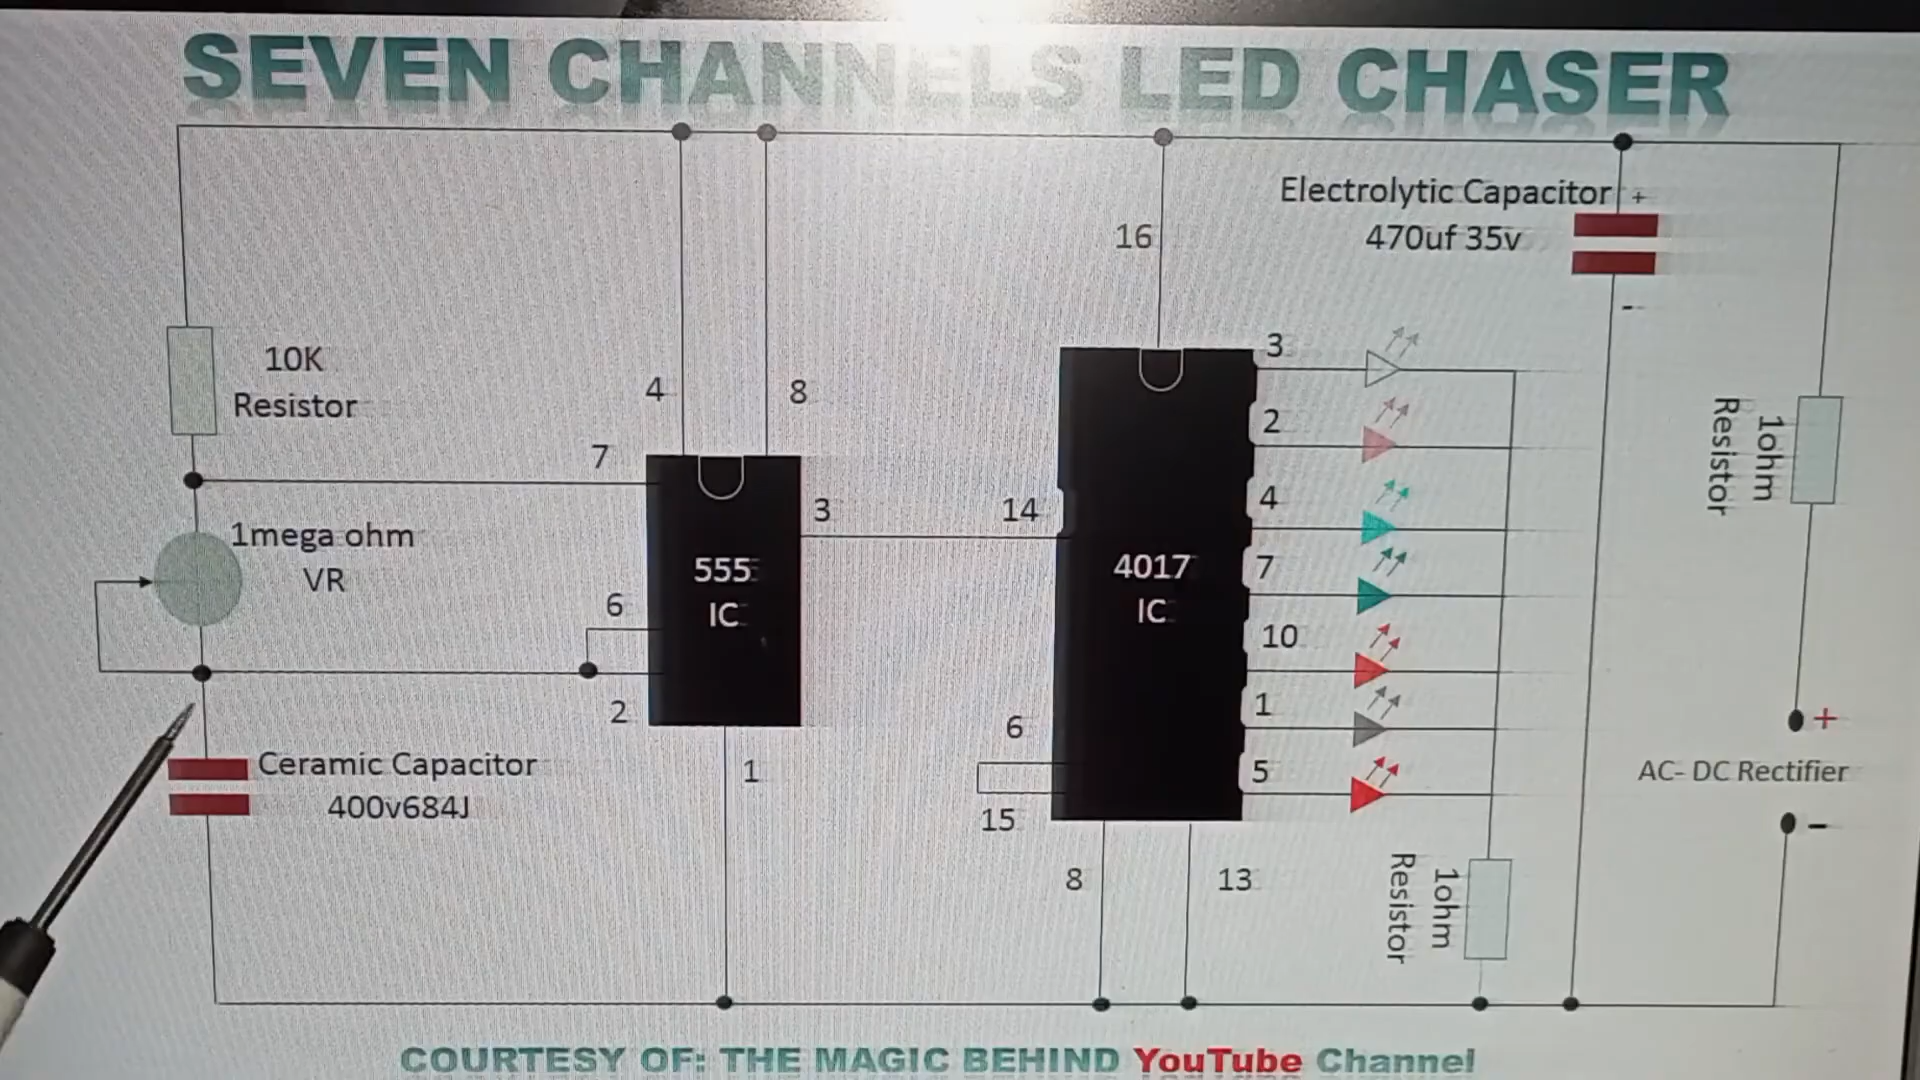 SEVEN CHANNELS LED CHASER
Electrolytic Capacitor +
470uf 35v
-
16
10K
Resistor
4
8
7
3
14
1mega ohm
VR
555
IC
6
2
1
4017
IC
3
2
4
7
10
1
5
6
15
8
13
1ohm
Resistor
1ohm
Resistor
+
AC- DC Rectifier
-
Ceramic Capacitor
400v684J
COURTESY OF: THE MAGIC BEHIND YouTube Channel